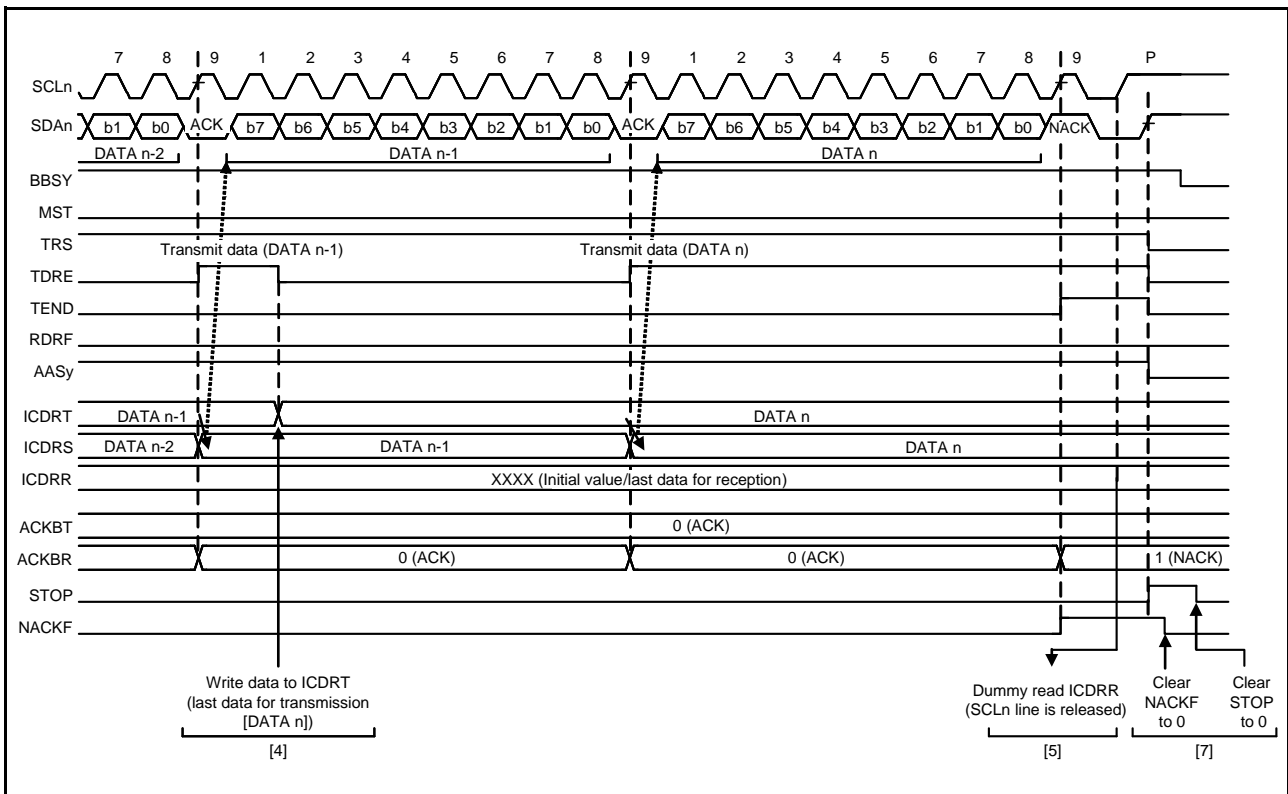 7 8 9 1 2 3 4 5 6 7 8 9 1 2 3 4 5 6 7 8 9 P
SCLn
SDAn b1 b0 ACK b7 b6 b5 b4 b3 b2 b1 b0 ACK b7 b6 b5 b4 b3 b2 b1 b0 NACK
DATA n-2 DATA n-1 DATA n
BBSY
MST
TRS
Transmit data (DATA n-1) Transmit data (DATA n)
TDRE
TEND
RDRF
AASy
ICDRT DATA n-1 DATA n
ICDRS DATA n-2 DATA n-1 DATA n
ICDRR XXXX (Initial value/last data for reception)
ACKBT 0 (ACK)
ACKBR 0 (ACK) 0 (ACK) 1 (NACK)
STOP
NACKF
Write data to ICDRT
(last data for transmission
[DATA n])
[4]
Dummy read ICDRR
(SCLn line is released)
[5]
Clear
NACKF
to 0
Clear
STOP
to 0
[7]